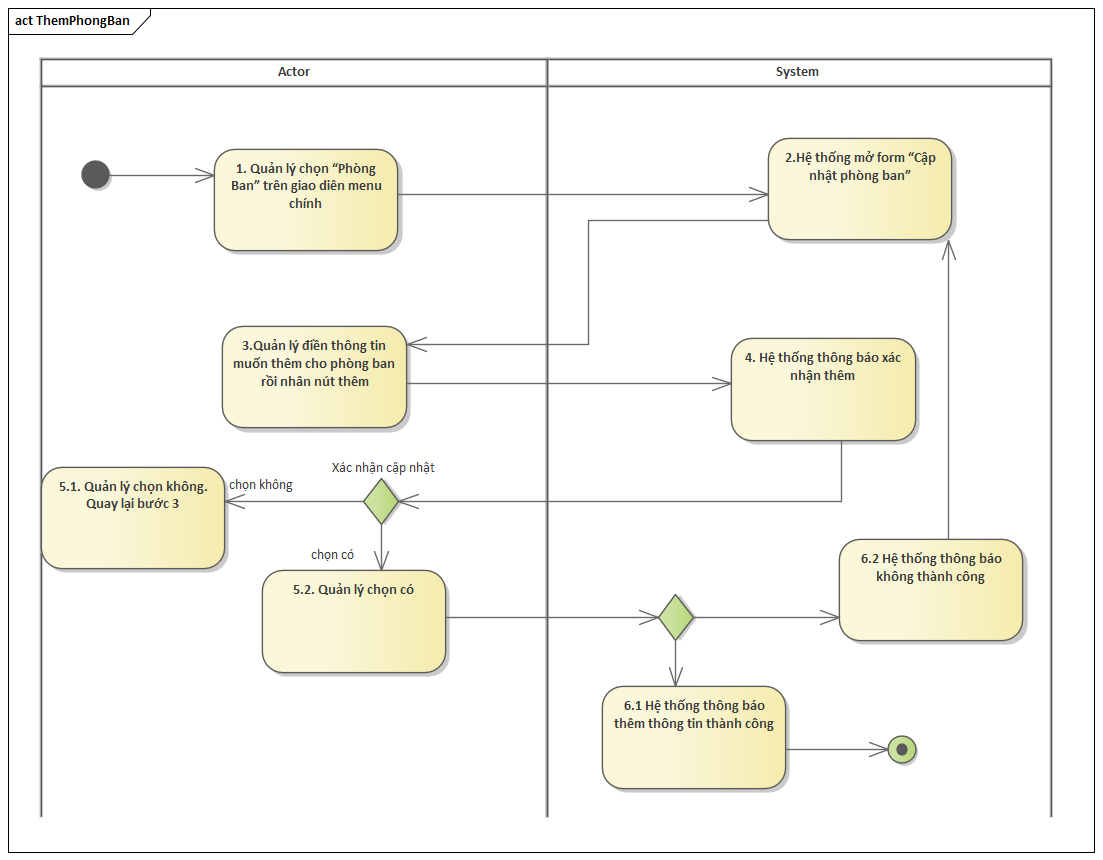 act ThemPhongBan
Actor
System
1. Quản lý chọn “Phòng
Ban” trên giao diên menu
chính
2.Hệ thống mở form “Cập
nhật phòng ban”
3.Quản lý điền thông tin
muốn thêm cho phòng ban
rồi nhân nút thêm
4. Hệ thống thông báo xác
nhận thêm
Xác nhận cập nhật
chọn không
5.1. Quản lý chọn không.
Quay lại bước 3
chọn có
5.2. Quản lý chọn có
6.2 Hệ thống thông báo
không thành công
6.1 Hệ thống thông báo
thêm thông tin thành công